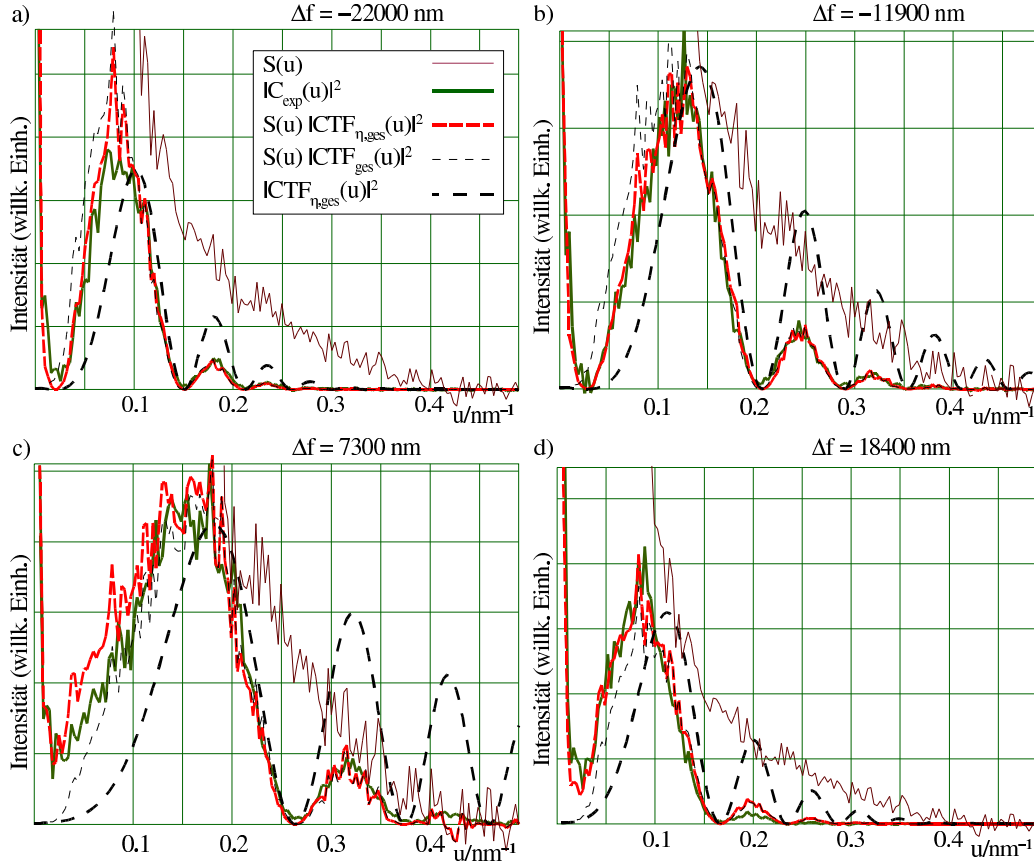 a) Δf = −22000 nm
Intensität (willk. Einh.)
S(u)
|C_exp(u)|²
S(u) |CTF_η,ges(u)|²
S(u) |CTF_ges(u)|²
|CTF_η,ges(u)|²
0.1 0.2 0.3 0.4 u/nm⁻¹
b) Δf = −11900 nm
Intensität (willk. Einh.)
0.1 0.2 0.3 0.4 u/nm⁻¹
c) Δf = 7300 nm
Intensität (willk. Einh.)
0.1 0.2 0.3 0.4 u/nm⁻¹
d) Δf = 18400 nm
Intensität (willk. Einh.)
0.1 0.2 0.3 0.4 u/nm⁻¹